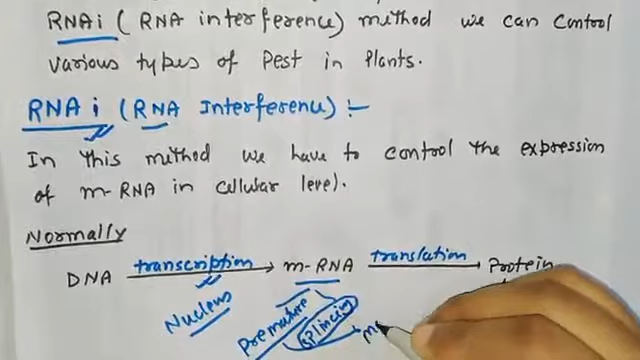 RNAi (RNA interference) method we can control
various types of Pest in Plants.
RNAi (RNA Interference) :-
In this method we have to control the expression
of m-RNA in cellular level).
Normally
DNA transcription m-RNA translation Protein
Nucleus
Premature
splicing